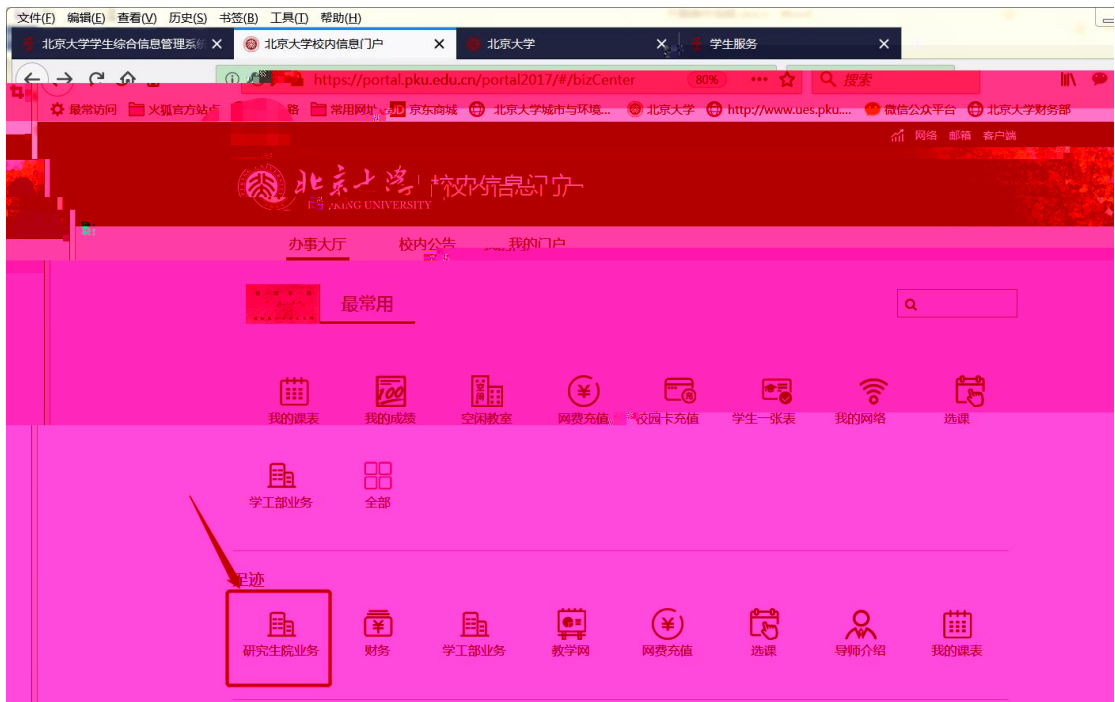 文件(F) 编辑(E) 查看(V) 历史(S) 书签(B) 工具(T) 帮助(H)
北京大学学生综合信息管理系统 北京大学校内信息门户 北京大学 学生服务
https://portal.pku.edu.cn/portal2017/#/bizCenter 80% 搜索
最常访问 火狐官方站点 常用网址 JD 京东商城 北京大学城市与环境... 北京大学 http://www.ues.pku.... 微信公众平台 北京大学财务部
网络 邮箱 客户端
北京大学 校内信息门户
PEKING UNIVERSITY
办事大厅 校内公告 我的门户
最常用
我的课表 我的成绩 空闲教室 网费充值 校园卡充值 学生一张表 我的网络 选课
学工部业务 全部
足迹
研究生院业务 财务 学工部业务 教学网 网费充值 选课 导师介绍 我的课表